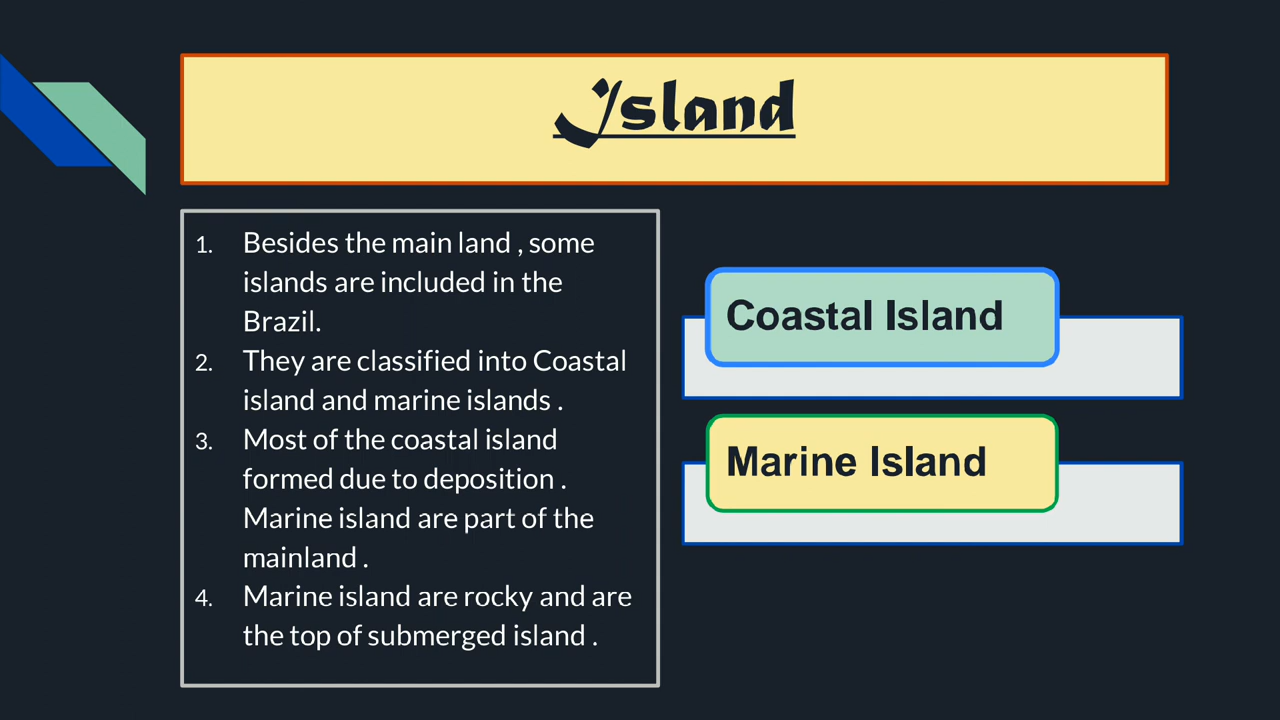 Island
1. Besides the main land , some
islands are included in the
Brazil.
2. They are classified into Coastal
island and marine islands .
3. Most of the coastal island
formed due to deposition .
Marine island are part of the
mainland .
4. Marine island are rocky and are
the top of submerged island .
Coastal Island
Marine Island